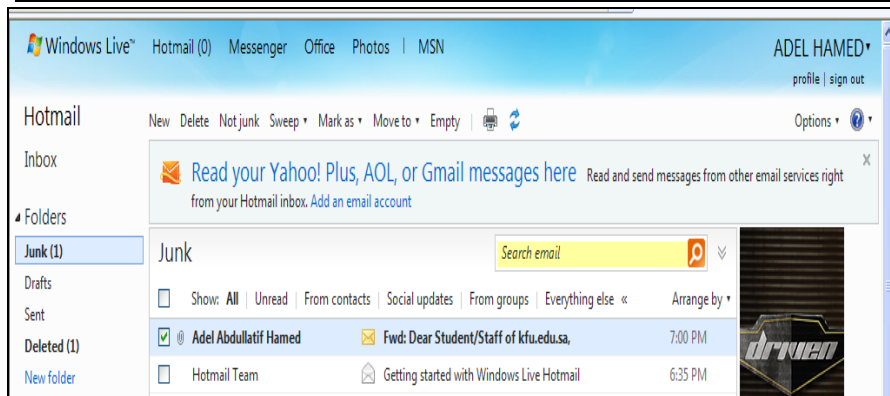 Windows Live™ Hotmail (0) Messenger Office Photos | MSN ADEL HAMED
profile | sign out
Hotmail
New Delete Not junk Sweep Mark as Move to Empty | Options
Inbox
Read your Yahoo! Plus, AOL, or Gmail messages here Read and send messages from other email services right
from your Hotmail inbox. Add an email account
X
Folders
Junk (1)
Drafts
Sent
Deleted (1)
New folder
Junk
Search email
Show: All | Unread | From contacts | Social updates | From groups | Everything else « Arrange by
Adel Abdullatif Hamed Fwd: Dear Student/Staff of kfu.edu.sa, 7:00 PM
Hotmail Team Getting started with Windows Live Hotmail 6:35 PM
driven